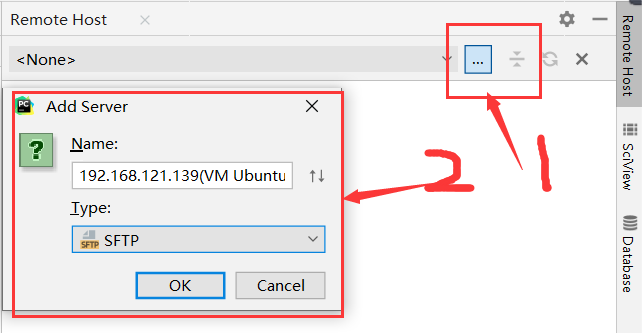 Remote Host
<None>
...
PC
Add Server
?
Name:
192.168.121.139(VM Ubuntu
Type:
SFTP
SFTP
OK
Cancel
2
1
Remote Host
SciView
Database